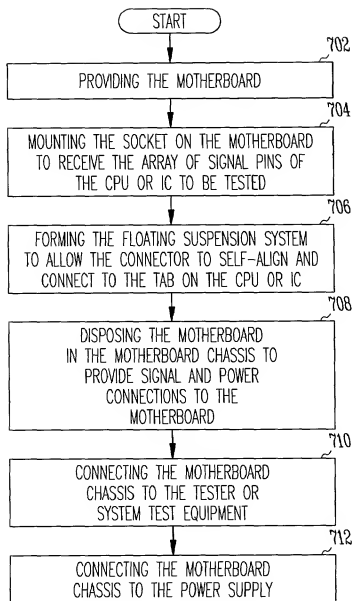 START
702
PROVIDING THE MOTHERBOARD
704
MOUNTING THE SOCKET ON THE MOTHERBOARD
TO RECEIVE THE ARRAY OF SIGNAL PINS OF
THE CPU OR IC TO BE TESTED
706
FORMING THE FLOATING SUSPENSION SYSTEM
TO ALLOW THE CONNECTOR TO SELF-ALIGN AND
CONNECT TO THE TAB ON THE CPU OR IC
708
DISPOSING THE MOTHERBOARD
IN THE MOTHERBOARD CHASSIS TO
PROVIDE SIGNAL AND POWER
CONNECTIONS TO THE
MOTHERBOARD
710
CONNECTING THE MOTHERBOARD
CHASSIS TO THE TESTER OR
SYSTEM TEST EQUIPMENT
712
CONNECTING THE MOTHERBOARD
CHASSIS TO THE POWER SUPPLY